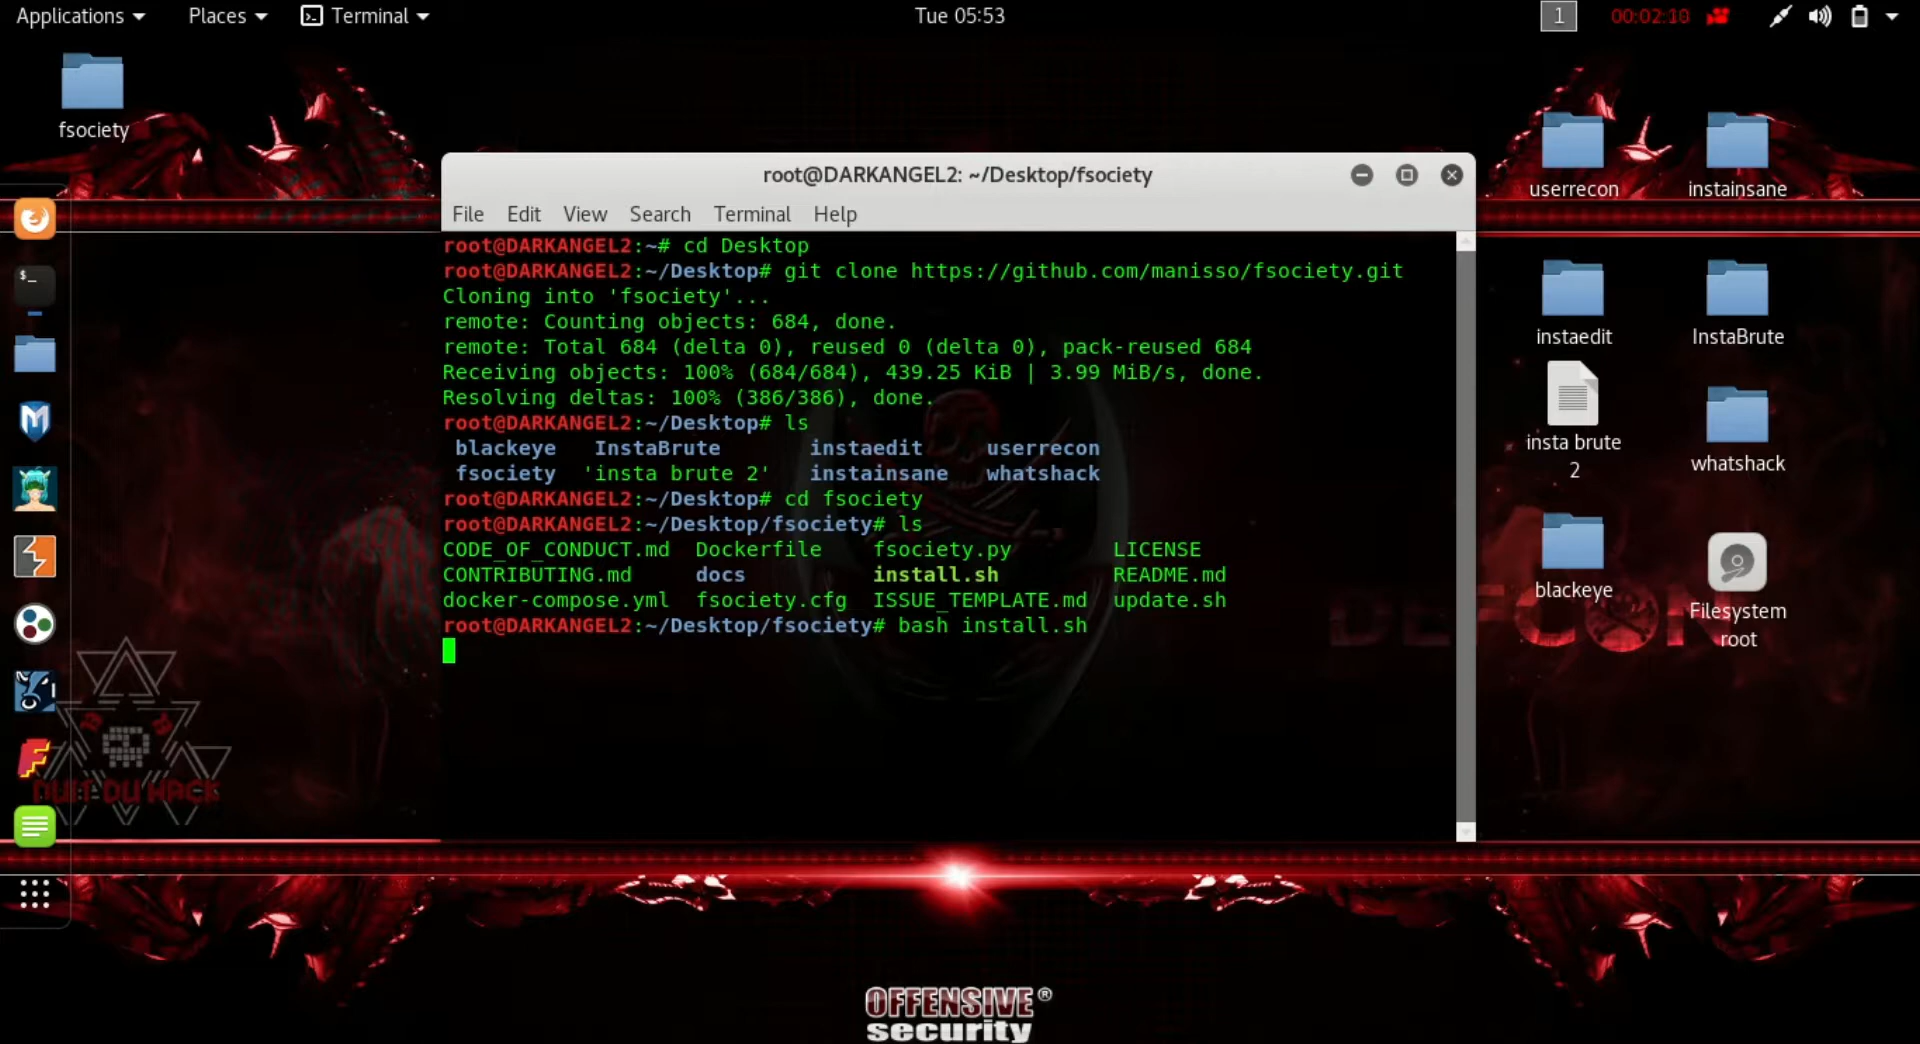 Applications Places Terminal Tue 05:53 1 00:02:10
fsociety
userrecon instainsane
root@DARKANGEL2: ~/Desktop/fsociety
File Edit View Search Terminal Help
root@DARKANGEL2:~# cd Desktop
root@DARKANGEL2:~/Desktop# git clone https://github.com/manisso/fsociety.git
Cloning into 'fsociety'...
remote: Counting objects: 684, done.
remote: Total 684 (delta 0), reused 0 (delta 0), pack-reused 684
Receiving objects: 100% (684/684), 439.25 KiB | 3.99 MiB/s, done.
Resolving deltas: 100% (386/386), done.
root@DARKANGEL2:~/Desktop# ls
blackeye InstaBrute instaedit userrecon
fsociety 'insta brute 2' instainsane whatshack
root@DARKANGEL2:~/Desktop# cd fsociety
root@DARKANGEL2:~/Desktop/fsociety# ls
CODE_OF_CONDUCT.md Dockerfile fsociety.py LICENSE
CONTRIBUTING.md docs install.sh README.md
docker-compose.yml fsociety.cfg ISSUE_TEMPLATE.md update.sh
root@DARKANGEL2:~/Desktop/fsociety# bash install.sh
instaedit InstaBrute
insta brute
2
whatshack
blackeye
Filesystem
root
DEFCON
NUIT DU HACK
OFFENSIVE®
security